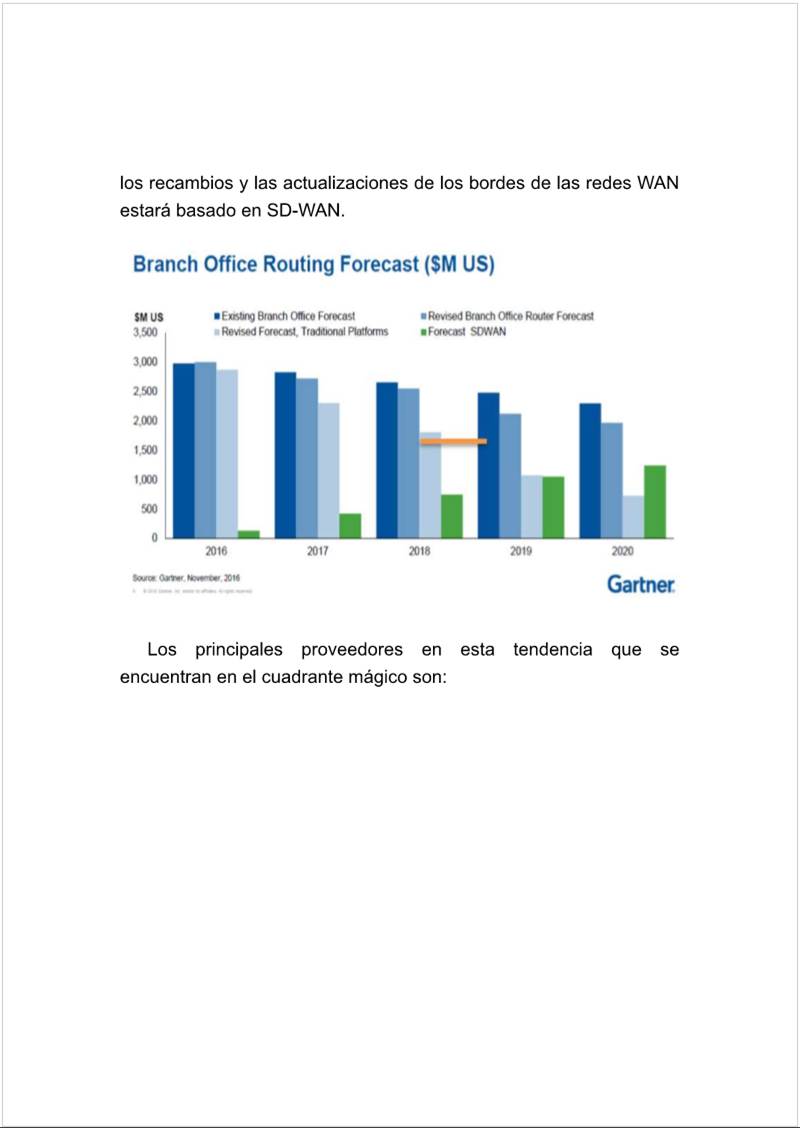 los recambios y las actualizaciones de los bordes de las redes WAN
estará basado en SD-WAN.
Branch Office Routing Forecast ($M US)
$M US
Existing Branch Office Forecast
Revised Branch Office Router Forecast
Revised Forecast, Traditional Platforms
Forecast SDWAN
3,500
3,000
2,500
2,000
1,500
1,000
500
0
2016 2017 2018 2019 2020
Source: Gartner, November, 2016
Gartner
Los principales proveedores en esta tendencia que se
encuentran en el cuadrante mágico son: